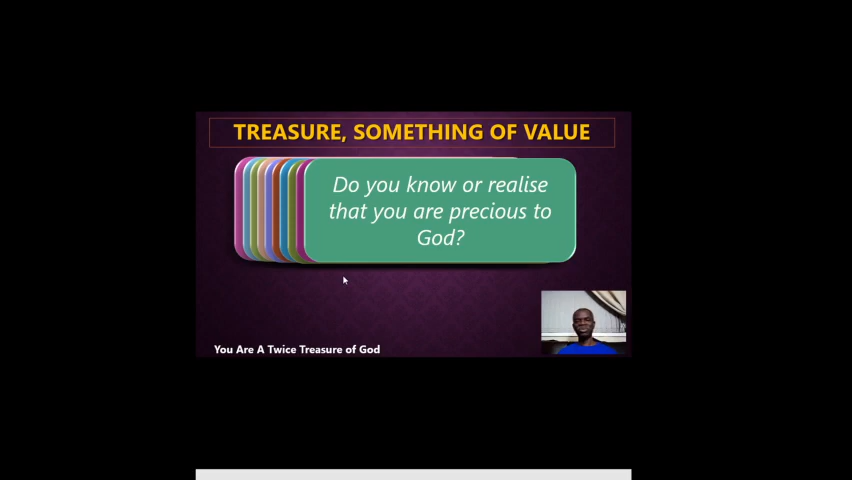 TREASURE, SOMETHING OF VALUE
Do you know or realise
that you are precious to
God?
You Are A Twice Treasure of God